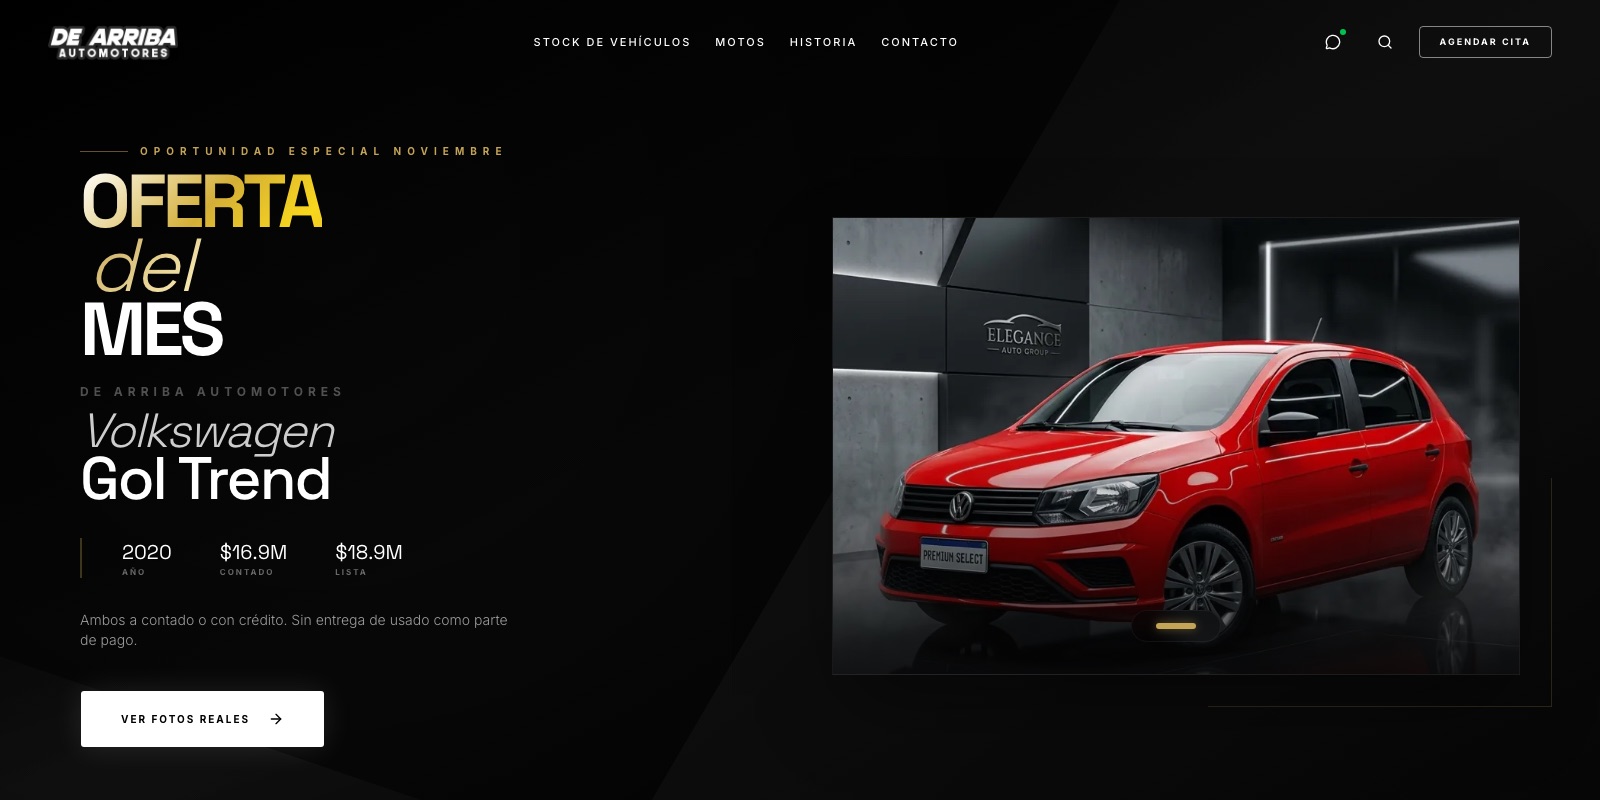 DE ARRIBA
AUTOMOTORES
STOCK DE VEHÍCULOS
MOTOS
HISTORIA
CONTACTO
AGENDAR CITA
OPORTUNIDAD ESPECIAL NOVIEMBRE
OFERTA
del
MES
DE ARRIBA AUTOMOTORES
Volkswagen
Gol Trend
2020 $16.9M $18.9M
AÑO CONTADO LISTA
Ambos a contado o con crédito. Sin entrega de usado como parte
de pago.
VER FOTOS REALES
ELEGANCE
AUTO GROUP
PREMIUM SELECT